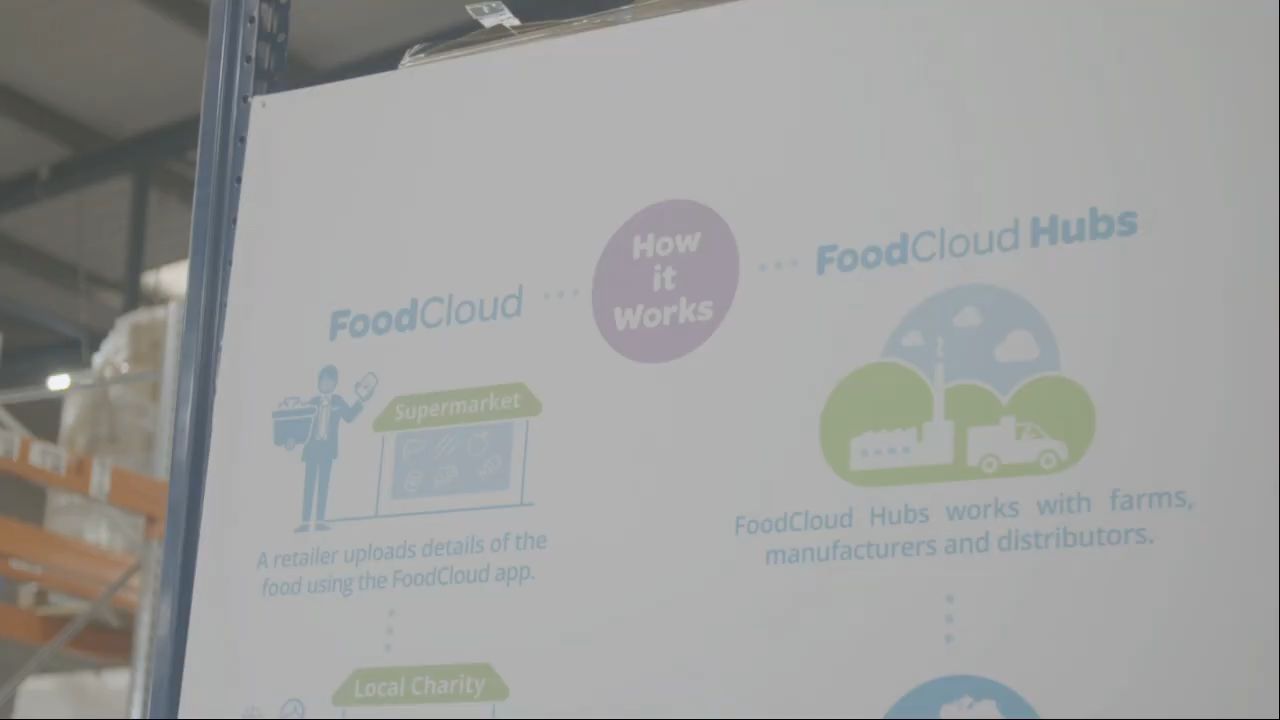 How
it
Works
FoodCloud
Supermarket
A retailer uploads details of the
food using the FoodCloud app.
Local Charity
FoodCloud Hubs
FoodCloud Hubs works with farms,
manufacturers and distributors.